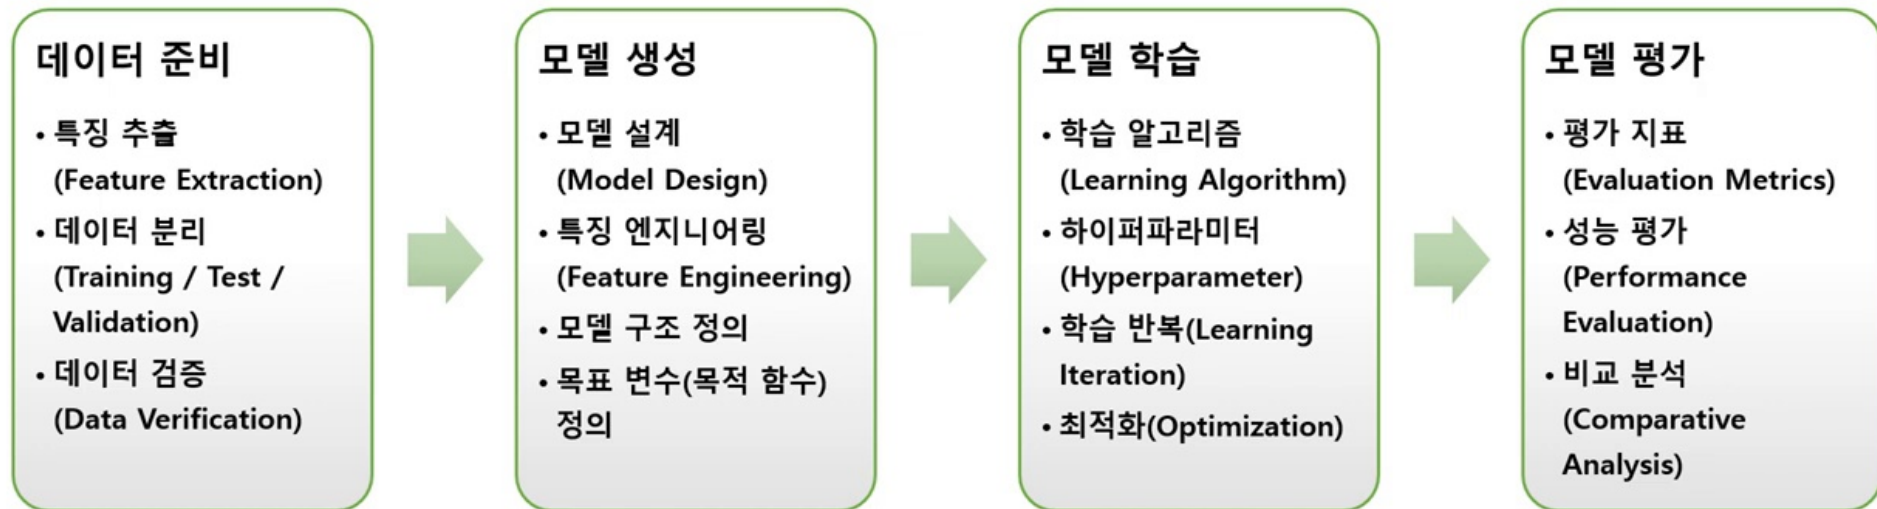 데이터 준비
• 특징 추출
(Feature Extraction)
• 데이터 분리
(Training / Test /
Validation)
• 데이터 검증
(Data Verification)
모델 생성
• 모델 설계
(Model Design)
• 특징 엔지니어링
(Feature Engineering)
• 모델 구조 정의
• 목표 변수(목적 함수)
정의
모델 학습
• 학습 알고리즘
(Learning Algorithm)
• 하이퍼파라미터
(Hyperparameter)
• 학습 반복(Learning
Iteration)
• 최적화(Optimization)
모델 평가
• 평가 지표
(Evaluation Metrics)
• 성능 평가
(Performance
Evaluation)
• 비교 분석
(Comparative
Analysis)